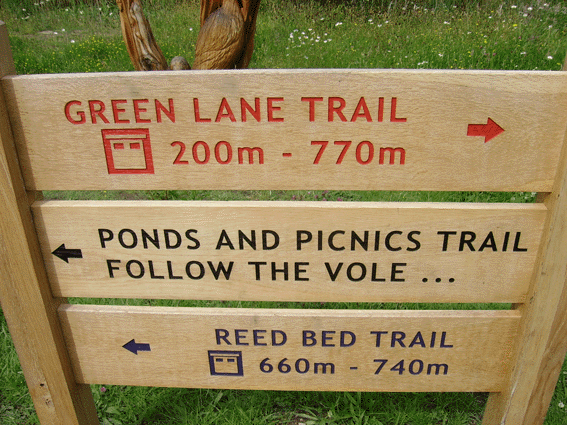 GREEN LANE TRAIL
200m - 770m
PONDS AND PICNICS TRAIL
FOLLOW THE VOLE ...
REED BED TRAIL
660m - 740m